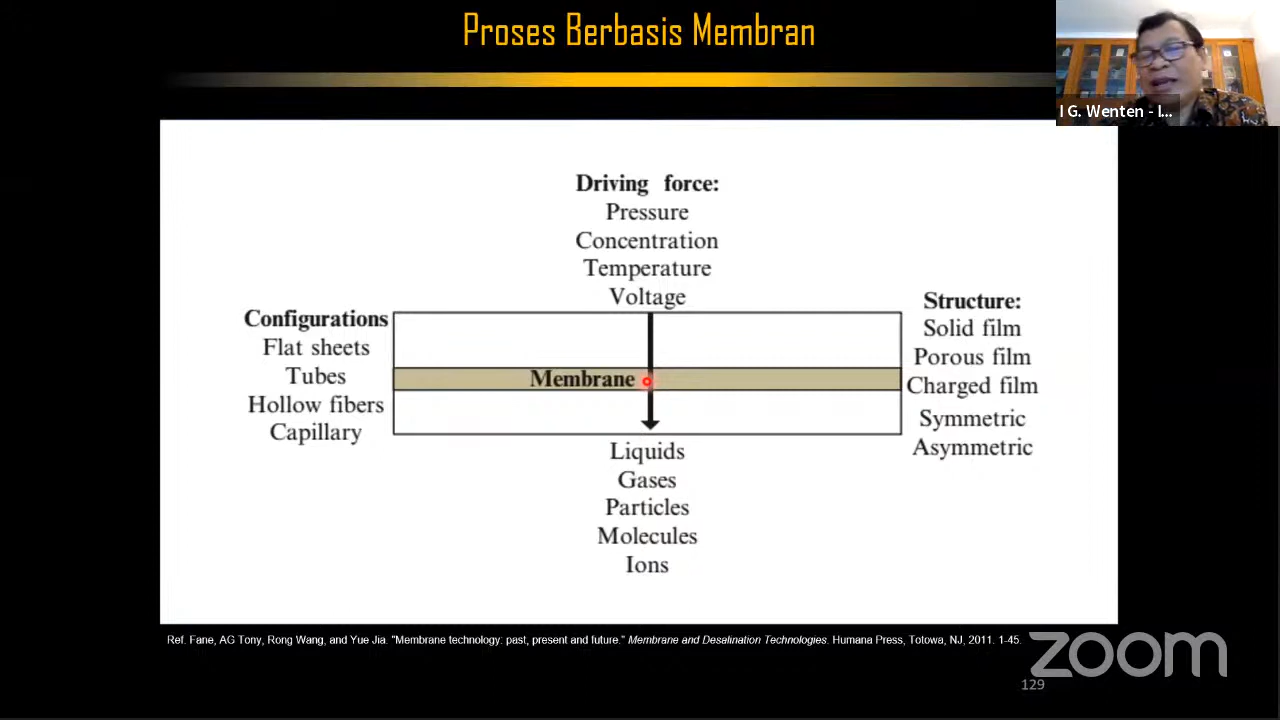 Proses Berbasis Membran
I G. Wenten - I...
Driving force:
Pressure
Concentration
Temperature
Voltage
Configurations
Flat sheets
Tubes
Hollow fibers
Capillary
Membrane
Structure:
Solid film
Porous film
Charged film
Symmetric
Asymmetric
Liquids
Gases
Particles
Molecules
Ions
Ref. Fane, AG Tony, Rong Wang, and Yue Jia. "Membrane technology: past, present and future." Membrane and Desalination Technologies. Humana Press, Totowa, NJ, 2011. 1-45.
zoom
129